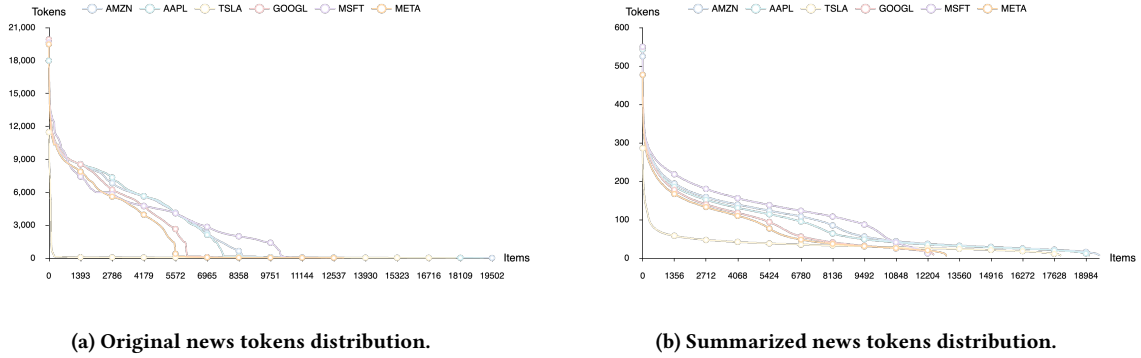 Tokens AMZN AAPL TSLA GOOGL MSFT META
21,000
18,000
15,000
12,000
9,000
6,000
3,000
0
Items
0 1393 2786 4179 5572 6965 8358 9751 11144 12537 13930 15323 16716 18109 19502
(a) Original news tokens distribution.
Tokens AMZN AAPL TSLA GOOGL MSFT META
600
500
400
300
200
100
0
Items
0 1356 2712 4068 5424 6780 8136 9492 10848 12204 13560 14916 16272 17628 18984
(b) Summarized news tokens distribution.